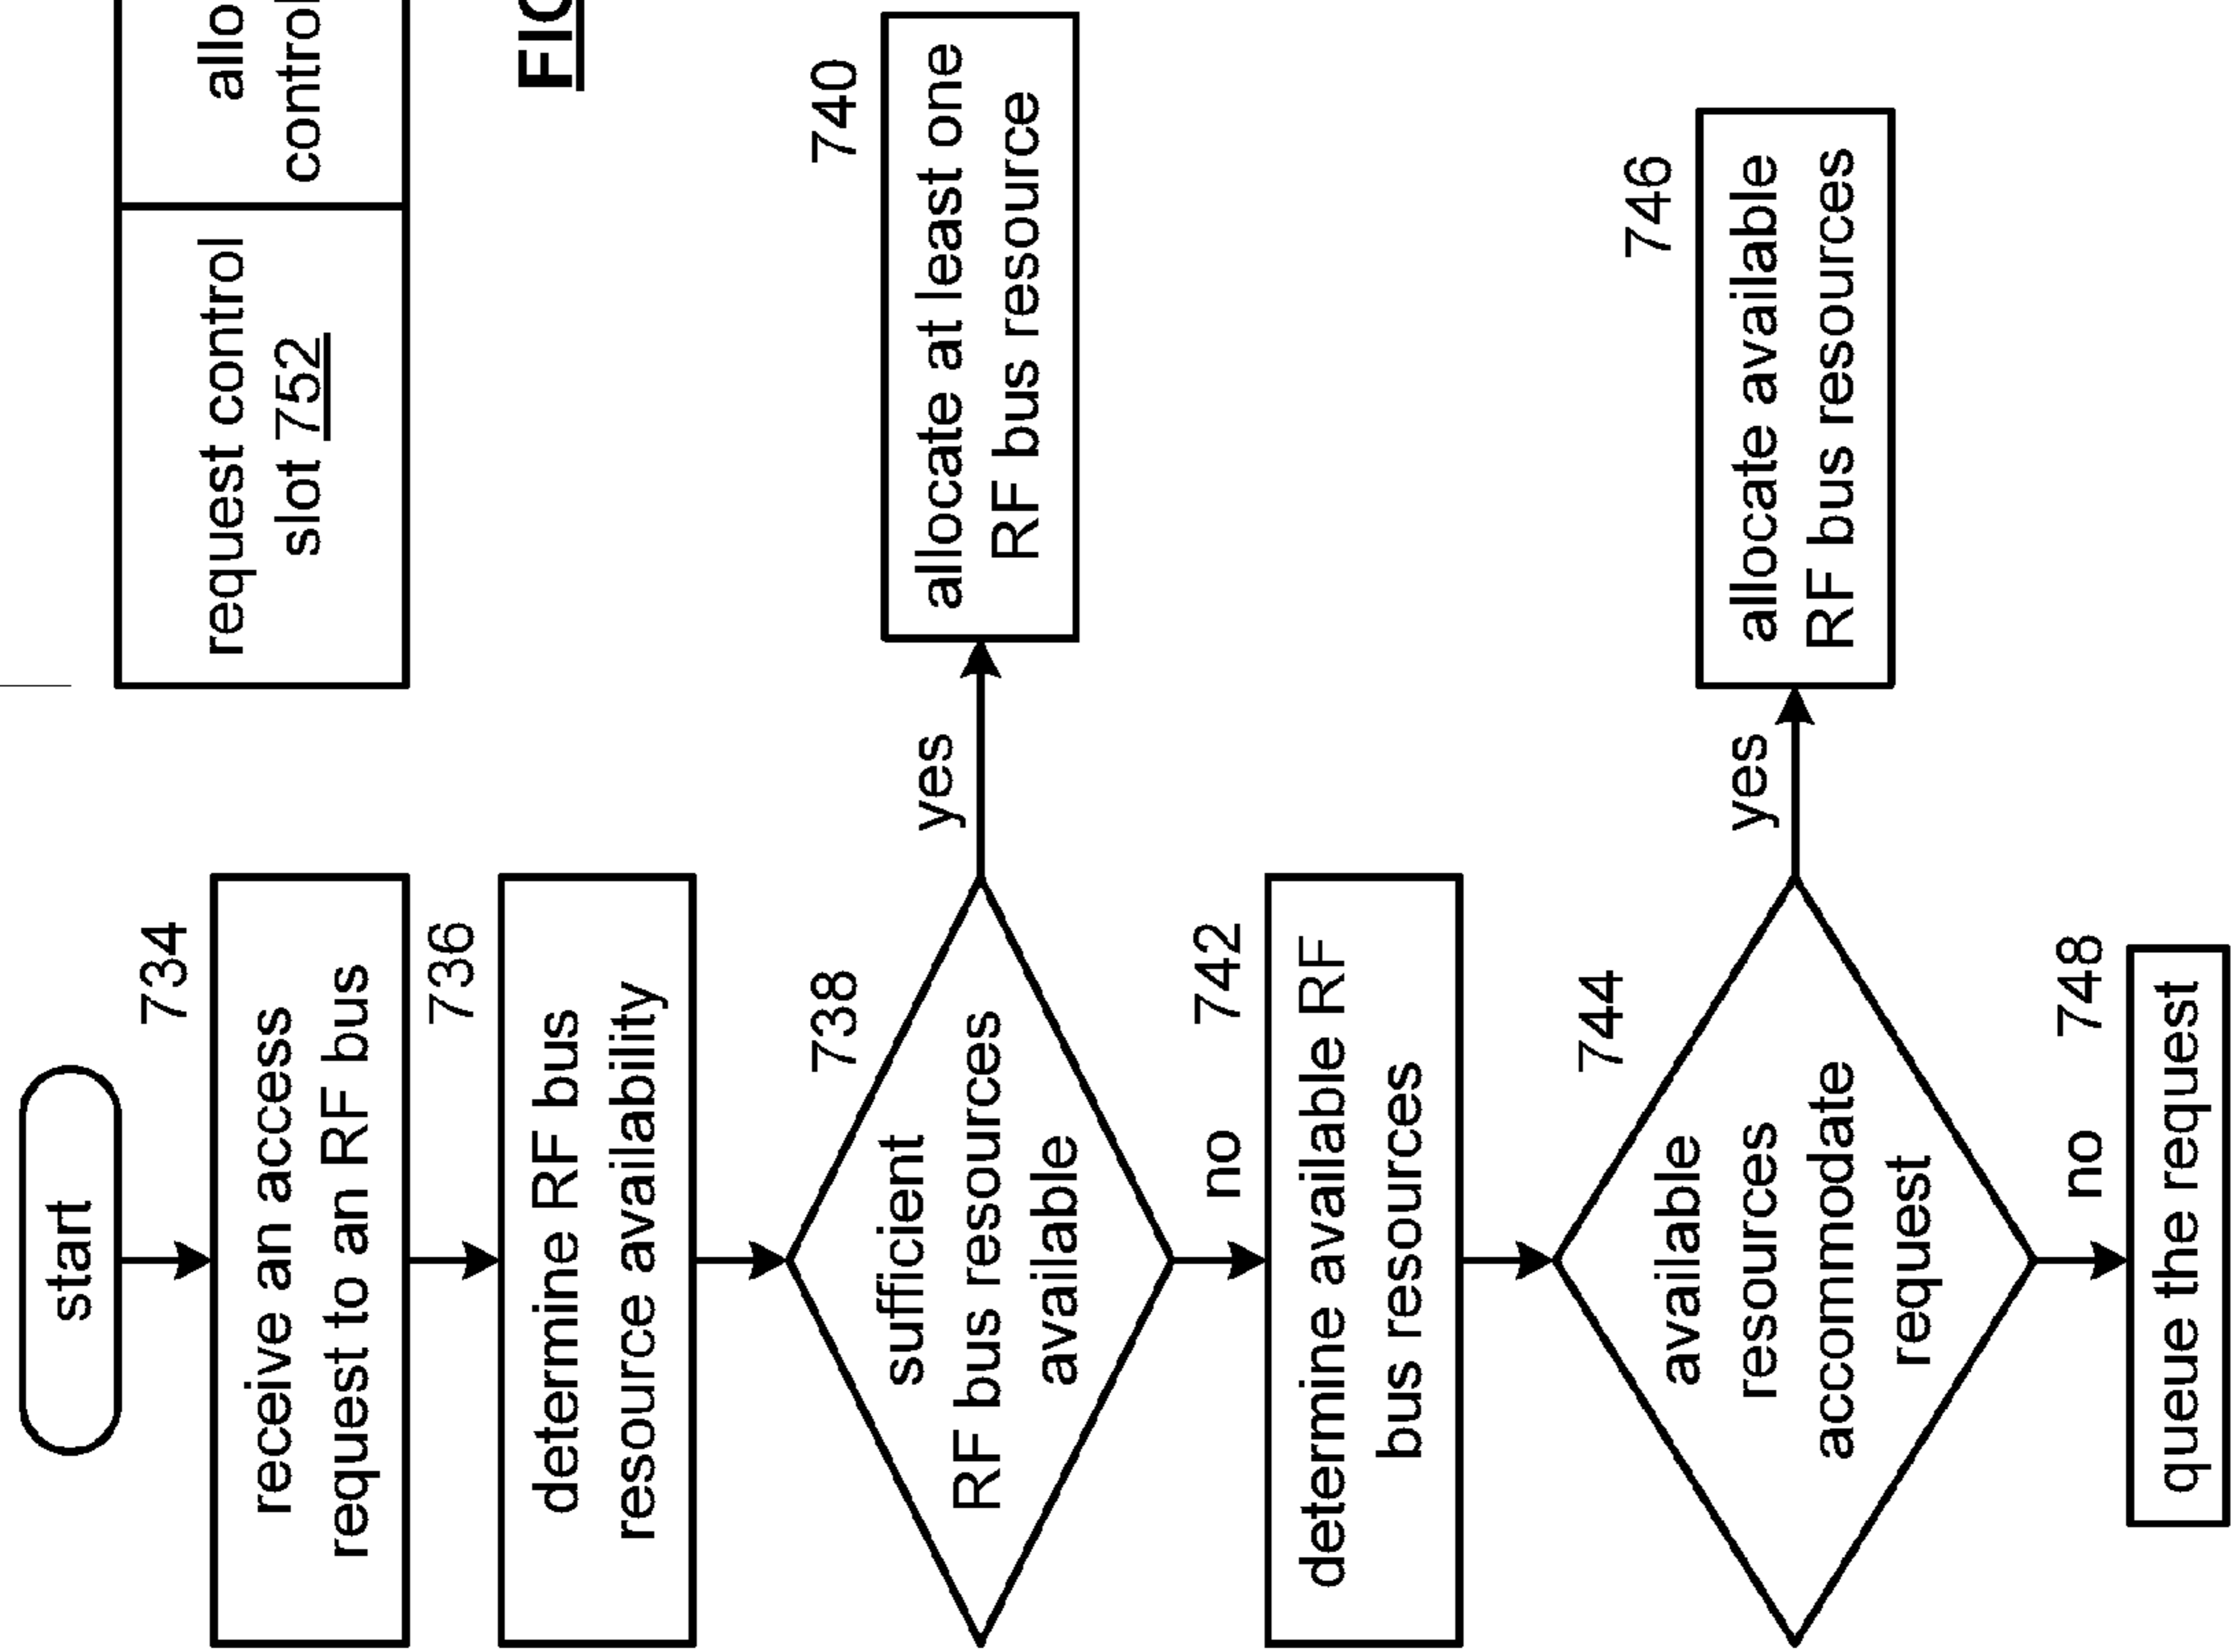 start
734
receive an access
request to an RF bus
736
determine RF bus
resource availability
738
sufficient
RF bus resources
available
yes
740
allocate at least one
RF bus resource
no
742
determine available RF
bus resources
744
available
resources
accommodate
request
yes
746
allocate available
RF bus resources
no
748
queue the request
request control
slot 752
control